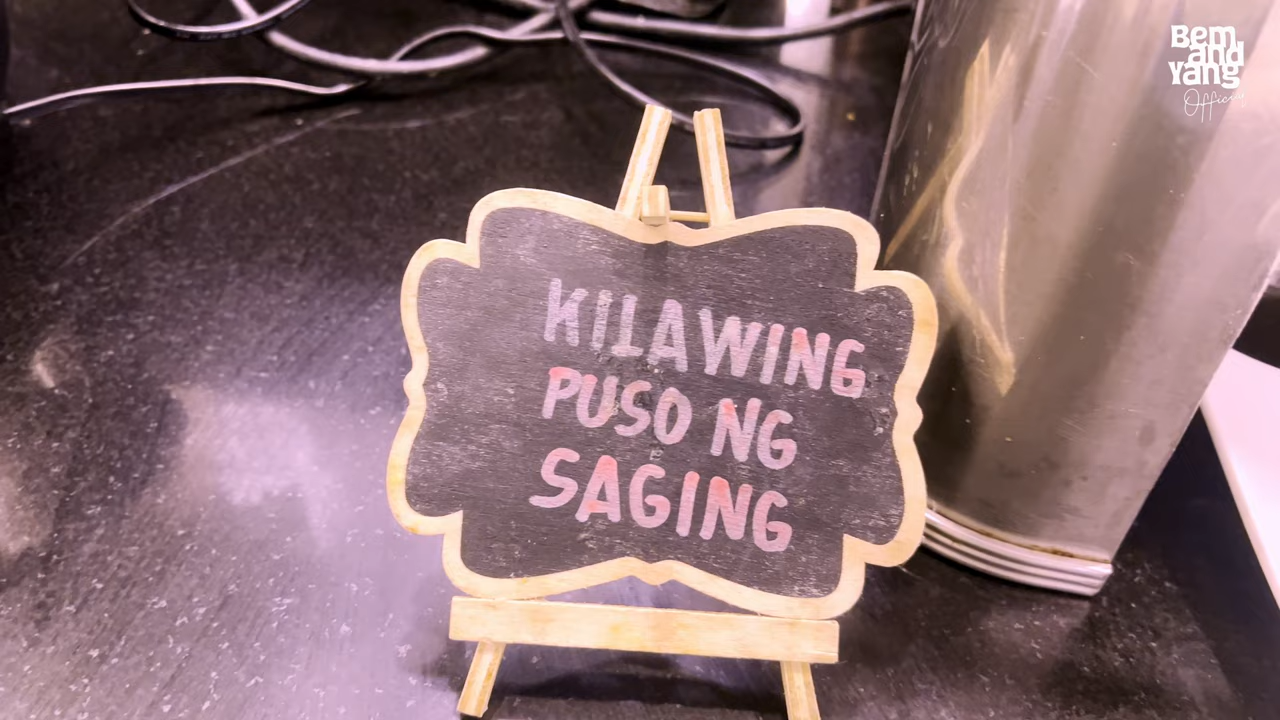 Bem
and
Yang
Official
KILAWING
PUSO NG
SAGING